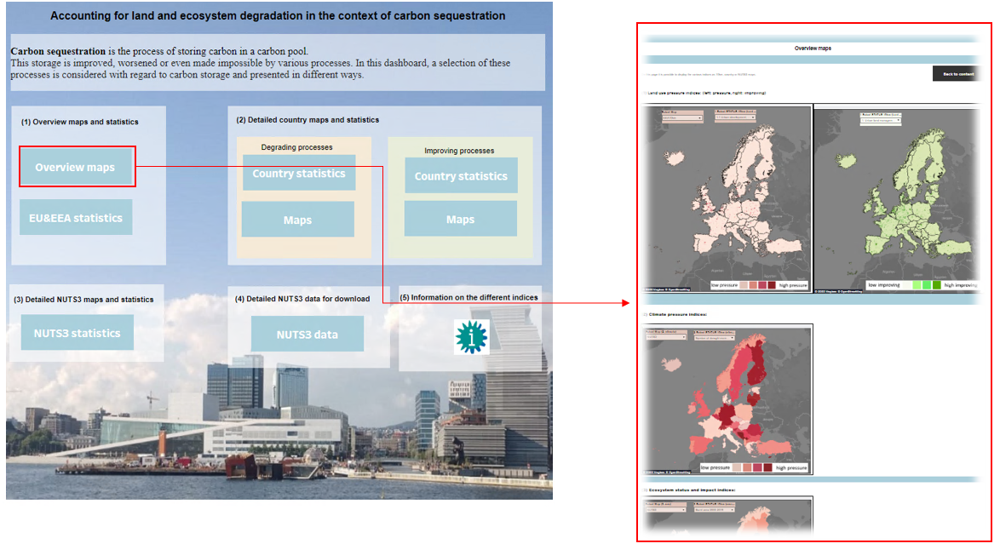 Accounting for land and ecosystem degradation in the context of carbon sequestration
Carbon sequestration is the process of storing carbon in a carbon pool.
This storage is improved, worsened or even made impossible by various processes. In this dashboard, a selection of these
processes is considered with regard to carbon storage and presented in different ways.
(1) Overview maps and statistics
Overview maps
EU&EEA statistics
(2) Detailed country maps and statistics
Degrading processes
Country statistics
Maps
Improving processes
Country statistics
Maps
(3) Detailed NUTS3 maps and statistics
NUTS3 statistics
(4) Detailed NUTS3 data for download
NUTS3 data
(5) Information on the different indices
i
Overview maps
Back to content
Land use pressure indices: (left: pressure, right: improving)
low pressure
high pressure
low improving
high improving
Climate pressure indices:
low pressure
high pressure
Ecosystem status and impact indices: